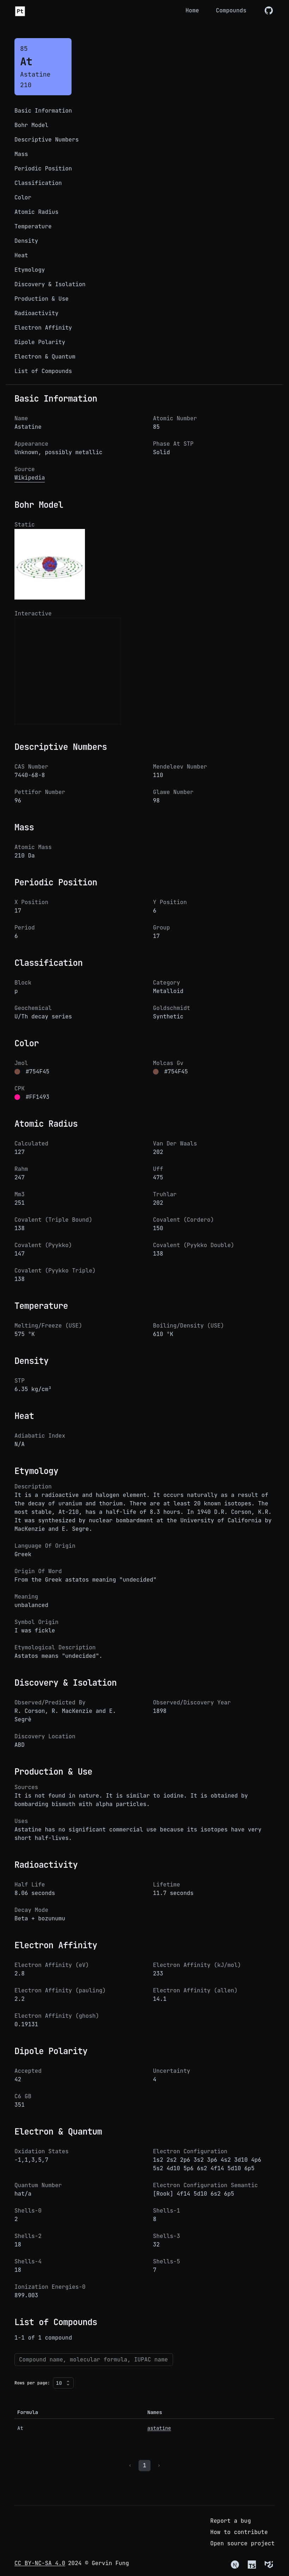 Pt
Home Compounds
85
At
Astatine
210
Basic Information
Bohr Model
Descriptive Numbers
Mass
Periodic Position
Classification
Color
Atomic Radius
Temperature
Density
Heat
Etymology
Discovery & Isolation
Production & Use
Radioactivity
Electron Affinity
Dipole Polarity
Electron & Quantum
List of Compounds
Basic Information
Name
Astatine
Atomic Number
85
Appearance
Unknown, possibly metallic
Phase At STP
Solid
Source
Wikipedia
Bohr Model
Static
Interactive
Descriptive Numbers
CAS Number
7440-68-8
Mendeleev Number
110
Pettifor Number
96
Glawe Number
98
Mass
Atomic Mass
210 Da
Periodic Position
X Position
17
Y Position
6
Period
6
Group
17
Classification
Block
p
Category
Metalloid
Geochemical
U/Th decay series
Goldschmidt
Synthetic
Color
Jmol
#754F45
Molcas Gv
#754F45
CPK
#FF1493
Atomic Radius
Calculated
127
Van Der Waals
202
Rahm
247
Uff
475
Mm3
251
Truhlar
202
Covalent (Triple Bound)
138
Covalent (Cordero)
150
Covalent (Pyykko)
147
Covalent (Pyykko Double)
138
Covalent (Pyykko Triple)
138
Temperature
Melting/Freeze (USE)
575 °K
Boiling/Density (USE)
610 °K
Density
STP
6.35 kg/cm³
Heat
Adiabatic Index
N/A
Etymology
Description
It is a radioactive and halogen element. It occurs naturally as a result of
the decay of uranium and thorium. There are at least 20 known isotopes. The
most stable, At-210, has a half-life of 8.3 hours. In 1940 D.R. Corson, K.R.
It was synthesized by nuclear bombardment at the University of California by
MacKenzie and E. Segre.
Language Of Origin
Greek
Origin Of Word
From the Greek astatos meaning "undecided"
Meaning
unbalanced
Symbol Origin
I was fickle
Etymological Description
Astatos means "undecided".
Discovery & Isolation
Observed/Predicted By
R. Corson, R. MacKenzie and E.
Segrè
Observed/Discovery Year
1898
Discovery Location
ABD
Production & Use
Sources
It is not found in nature. It is similar to iodine. It is obtained by
bombarding bismuth with alpha particles.
Uses
Astatine has no significant commercial use because its isotopes have very
short half-lives.
Radioactivity
Half Life
8.06 seconds
Lifetime
11.7 seconds
Decay Mode
Beta + bozunumu
Electron Affinity
Electron Affinity (eV)
2.8
Electron Affinity (kJ/mol)
233
Electron Affinity (pauling)
2.2
Electron Affinity (allen)
14.1
Electron Affinity (ghosh)
0.19131
Dipole Polarity
Accepted
42
Uncertainty
4
C6 GB
351
Electron & Quantum
Oxidation States
-1,1,3,5,7
Electron Configuration
1s2 2s2 2p6 3s2 3p6 4s2 3d10 4p6
5s2 4d10 5p6 6s2 4f14 5d10 6p5
Quantum Number
hat/a
Electron Configuration Semantic
[Rook] 4f14 5d10 6s2 6p5
Shells-0
2
Shells-1
8
Shells-2
18
Shells-3
32
Shells-4
18
Shells-5
7
Ionization Energies-0
899.003
List of Compounds
1-1 of 1 compound
Compound name, molecular formula, IUPAC name
Rows per page: 10
Formula Names
At astatine
1
Report a bug
How to contribute
Open source project
CC BY-NC-SA 4.0 2024 © Gervin Fung
TS